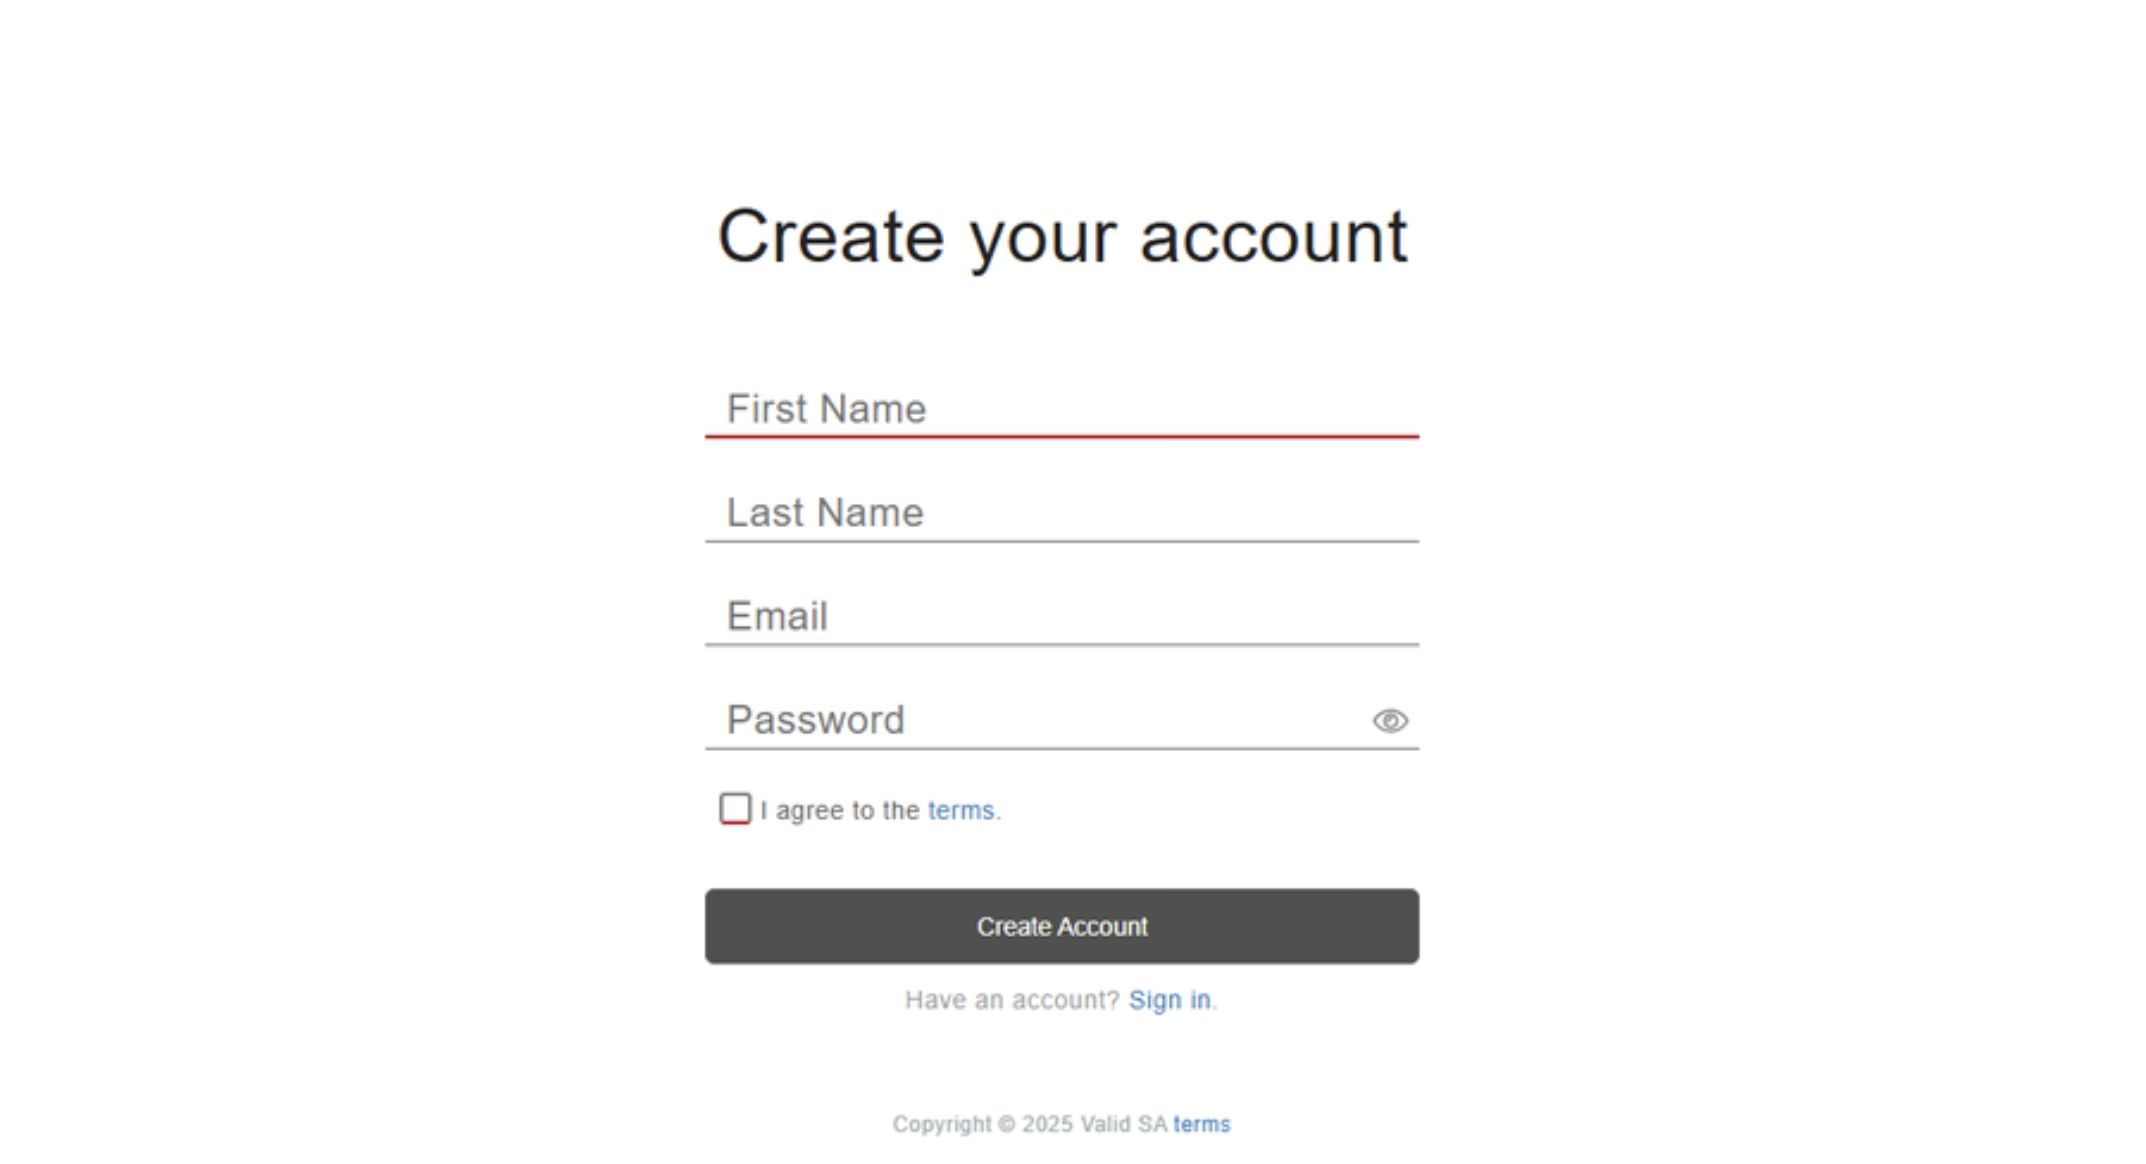 Create your account
First Name
Last Name
Email
Password
I agree to the terms.
Create Account
Have an account? Sign in.
Copyright © 2025 Valid SA terms